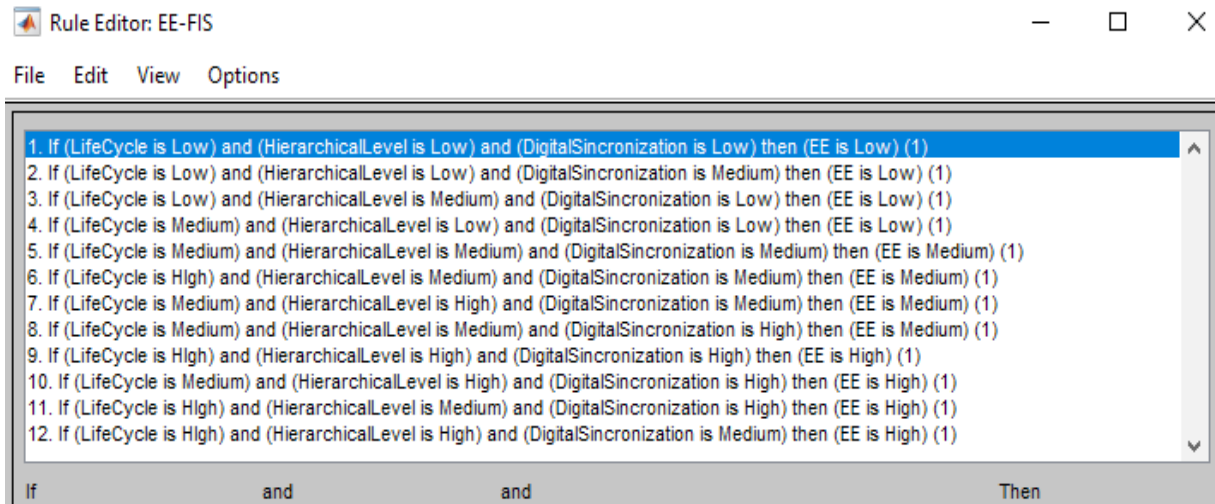 Rule Editor: EE-FIS
File Edit View Options
1. If (LifeCycle is Low) and (HierarchicalLevel is Low) and (DigitalSincronization is Low) then (EE is Low) (1)
2. If (LifeCycle is Low) and (HierarchicalLevel is Low) and (DigitalSincronization is Medium) then (EE is Low) (1)
3. If (LifeCycle is Low) and (HierarchicalLevel is Medium) and (DigitalSincronization is Low) then (EE is Low) (1)
4. If (LifeCycle is Medium) and (HierarchicalLevel is Low) and (DigitalSincronization is Low) then (EE is Low) (1)
5. If (LifeCycle is Medium) and (HierarchicalLevel is Medium) and (DigitalSincronization is Medium) then (EE is Medium) (1)
6. If (LifeCycle is HIgh) and (HierarchicalLevel is Medium) and (DigitalSincronization is Medium) then (EE is Medium) (1)
7. If (LifeCycle is Medium) and (HierarchicalLevel is High) and (DigitalSincronization is Medium) then (EE is Medium) (1)
8. If (LifeCycle is Medium) and (HierarchicalLevel is Medium) and (DigitalSincronization is High) then (EE is Medium) (1)
9. If (LifeCycle is HIgh) and (HierarchicalLevel is High) and (DigitalSincronization is High) then (EE is High) (1)
10. If (LifeCycle is Medium) and (HierarchicalLevel is High) and (DigitalSincronization is High) then (EE is High) (1)
11. If (LifeCycle is HIgh) and (HierarchicalLevel is Medium) and (DigitalSincronization is High) then (EE is High) (1)
12. If (LifeCycle is HIgh) and (HierarchicalLevel is High) and (DigitalSincronization is Medium) then (EE is High) (1)
If and and Then